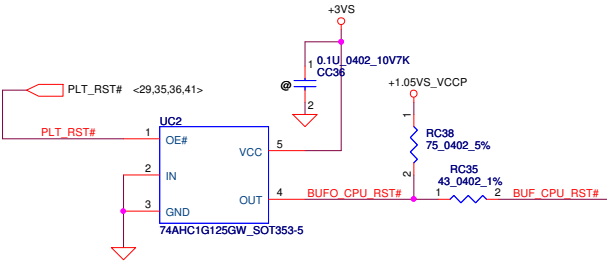 +3VS
1
0.1U_0402_10V7K
CC36
@
2
+1.05VS_VCCP
PLT_RST# <29,35,36,41>
1
UC2
RC38
75_0402_5%
PLT_RST#
1
OE#
VCC
5
2
IN
2
RC35
43_0402_1%
OUT
4
BUFO_CPU_RST#
1
2
BUF_CPU_RST#
3
GND
74AHC1G125GW_SOT353-5